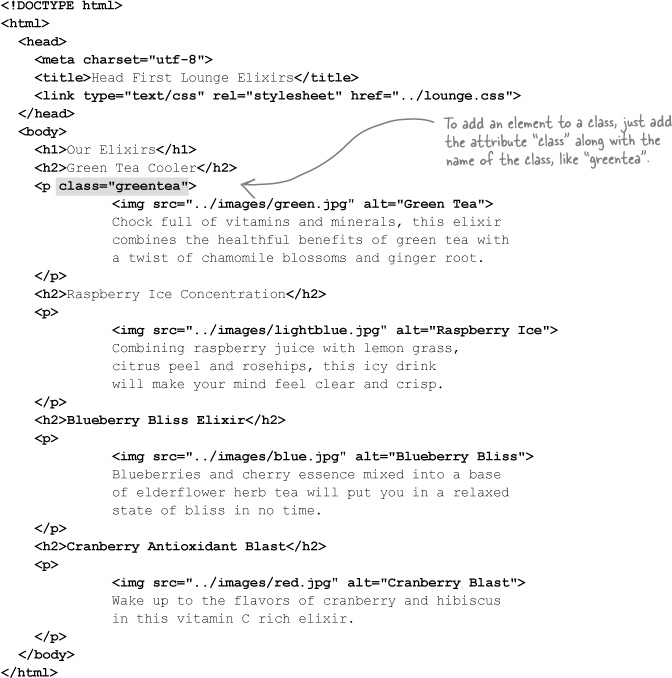 <!DOCTYPE html>
<html>
<head>
<meta charset="utf-8">
<title>Head First Lounge Elixirs</title>
<link type="text/css" rel="stylesheet" href="../lounge.css">
</head>
<body>
<h1>Our Elixirs</h1>
<h2>Green Tea Cooler</h2>
<p class="greentea">
To add an element to a class, just add
the attribute "class" along with the
name of the class, like "greentea".
<img src="../images/green.jpg" alt="Green Tea">
Chock full of vitamins and minerals, this elixir
combines the healthful benefits of green tea with
a twist of chamomile blossoms and ginger root.
</p>
<h2>Raspberry Ice Concentration</h2>
<p>
<img src="../images/lightblue.jpg" alt="Raspberry Ice">
Combining raspberry juice with lemon grass,
citrus peel and rosehips, this icy drink
will make your mind feel clear and crisp.
</p>
<h2>Blueberry Bliss Elixir</h2>
<p>
<img src="../images/blue.jpg" alt="Blueberry Bliss">
Blueberries and cherry essence mixed into a base
of elderflower herb tea will put you in a relaxed
state of bliss in no time.
</p>
<h2>Cranberry Antioxidant Blast</h2>
<p>
<img src="../images/red.jpg" alt="Cranberry Blast">
Wake up to the flavors of cranberry and hibiscus
in this vitamin C rich elixir.
</p>
</body>
</html>